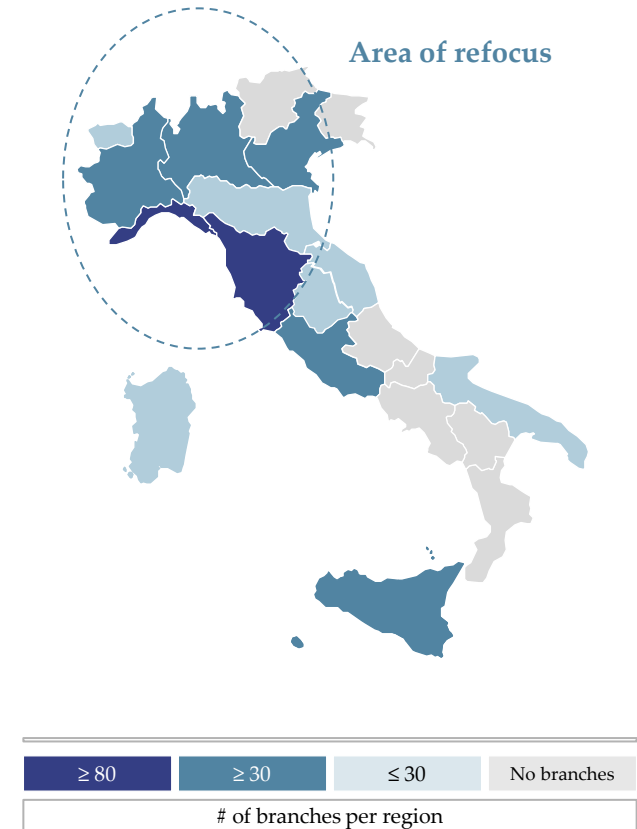 Area of refocus
≥ 80
≥ 30
≤ 30
No branches
# of branches per region